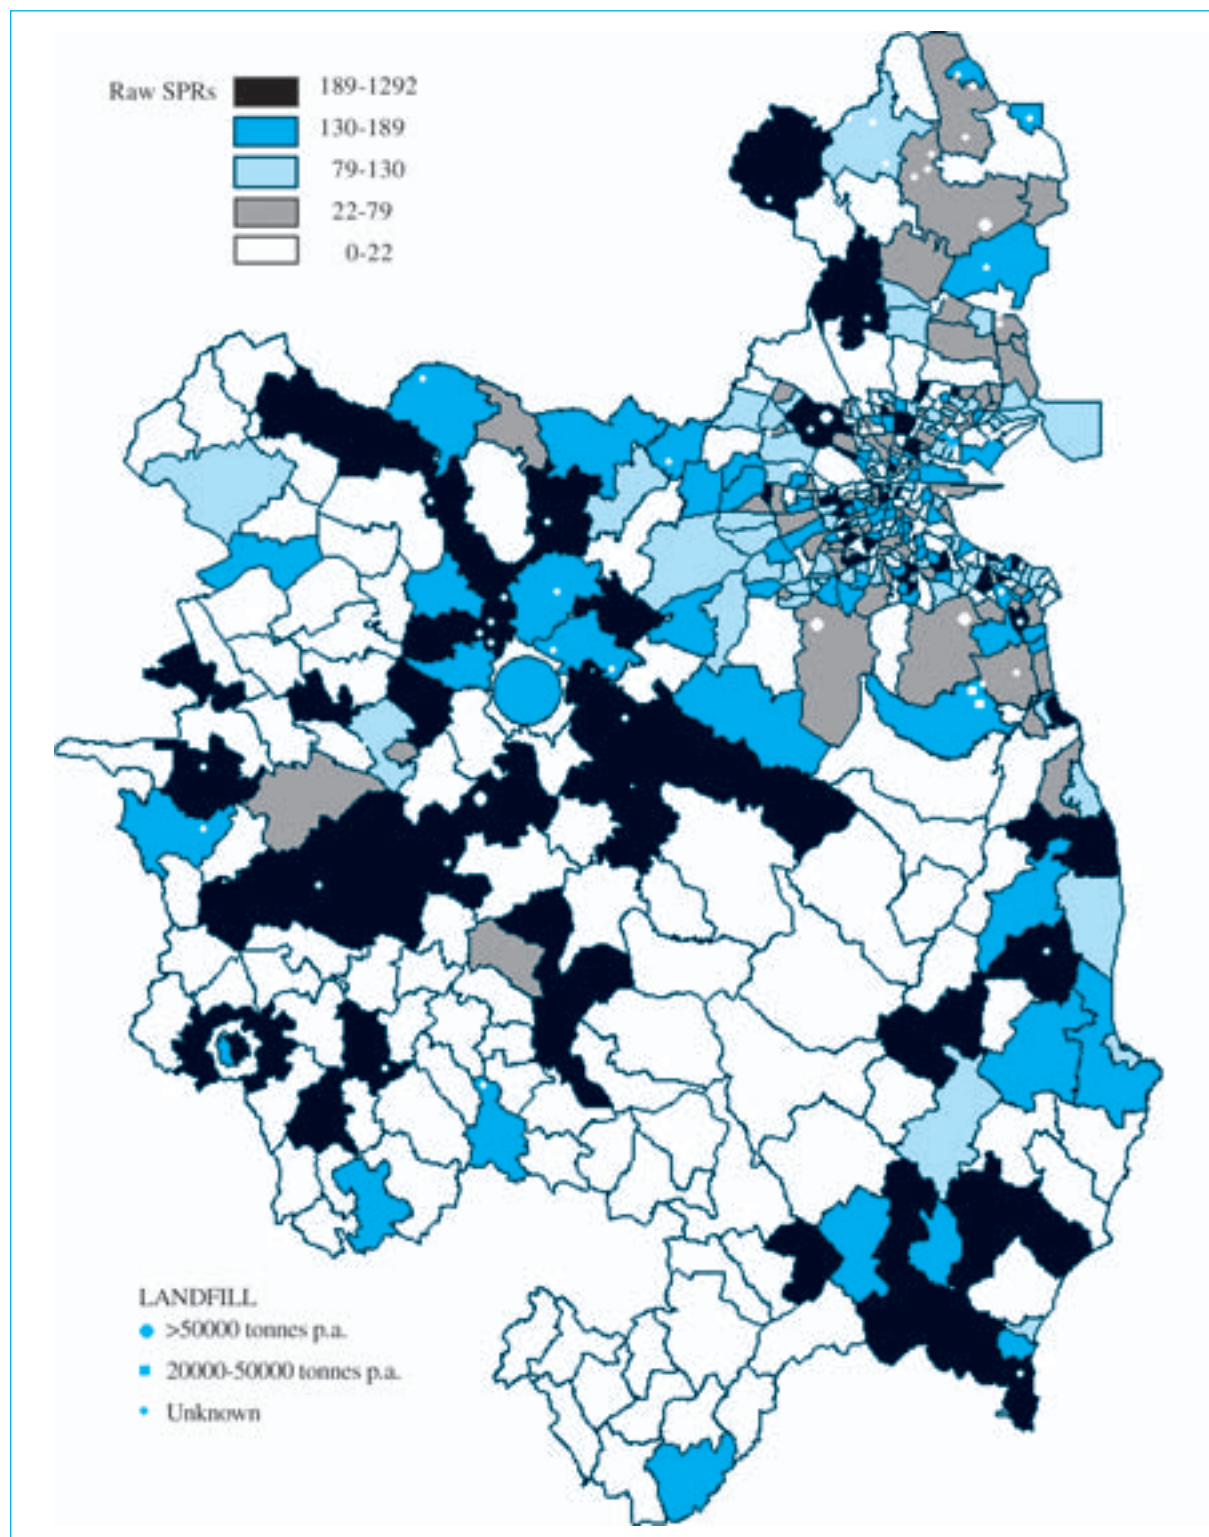 Raw SPRs 189-1292
130-189
79-130
22-79
0-22
LANDFILL
>50000 tonnes p.a.
20000-50000 tonnes p.a.
Unknown